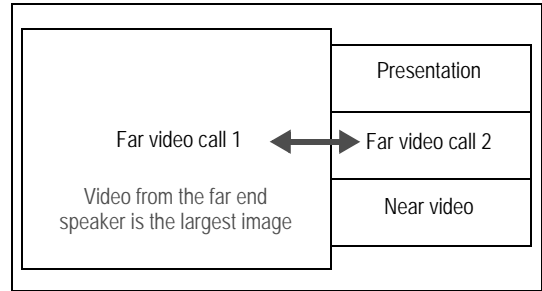 Far video call 1
Video from the far end
speaker is the largest image
Presentation
Far video call 2
Near video